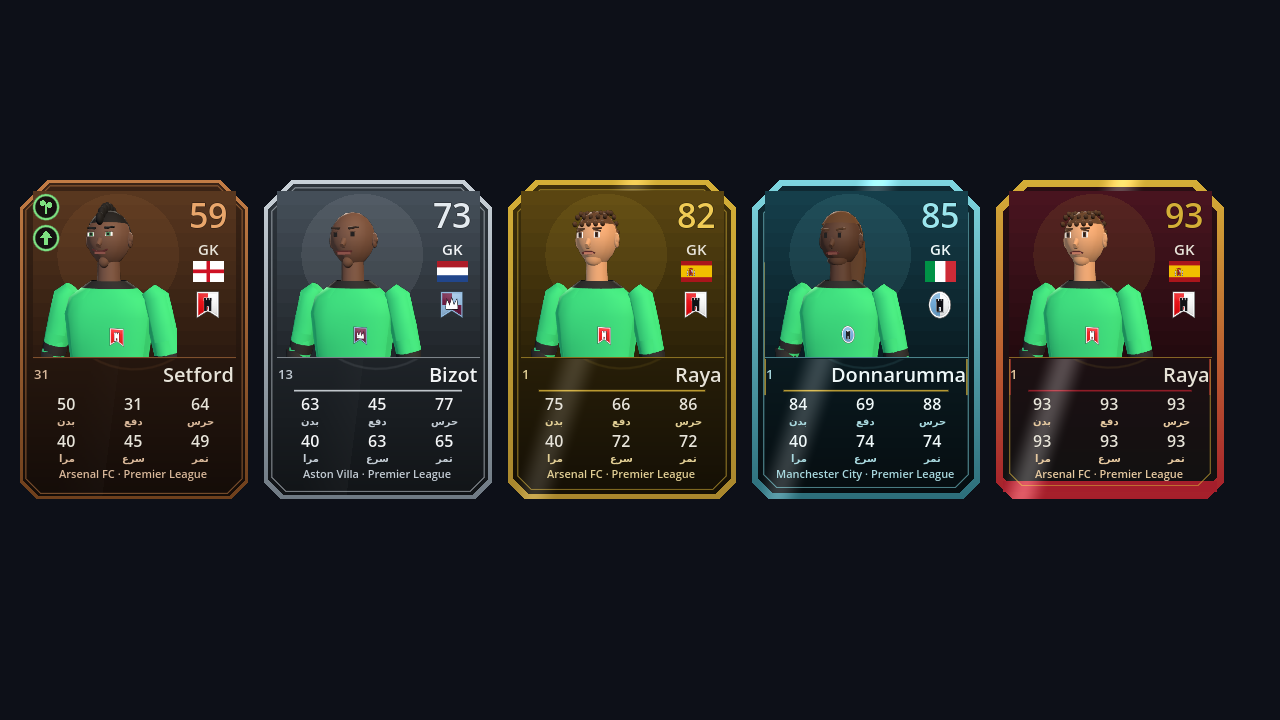 59
GK
31 Setford
50 31 64
بدن دفع حرس
40 45 49
مرا سرع تمر
Arsenal FC · Premier League
73
GK
13 Bizot
63 45 77
بدن دفع حرس
40 63 65
مرا سرع تمر
Aston Villa · Premier League
82
GK
1 Raya
75 66 86
بدن دفع حرس
40 72 72
مرا سرع تمر
Arsenal FC · Premier League
85
GK
1 Donnarumma
84 69 88
بدن دفع حرس
40 74 74
مرا سرع تمر
Manchester City · Premier League
93
GK
1 Raya
93 93 93
بدن دفع حرس
93 93 93
مرا سرع تمر
Arsenal FC · Premier League